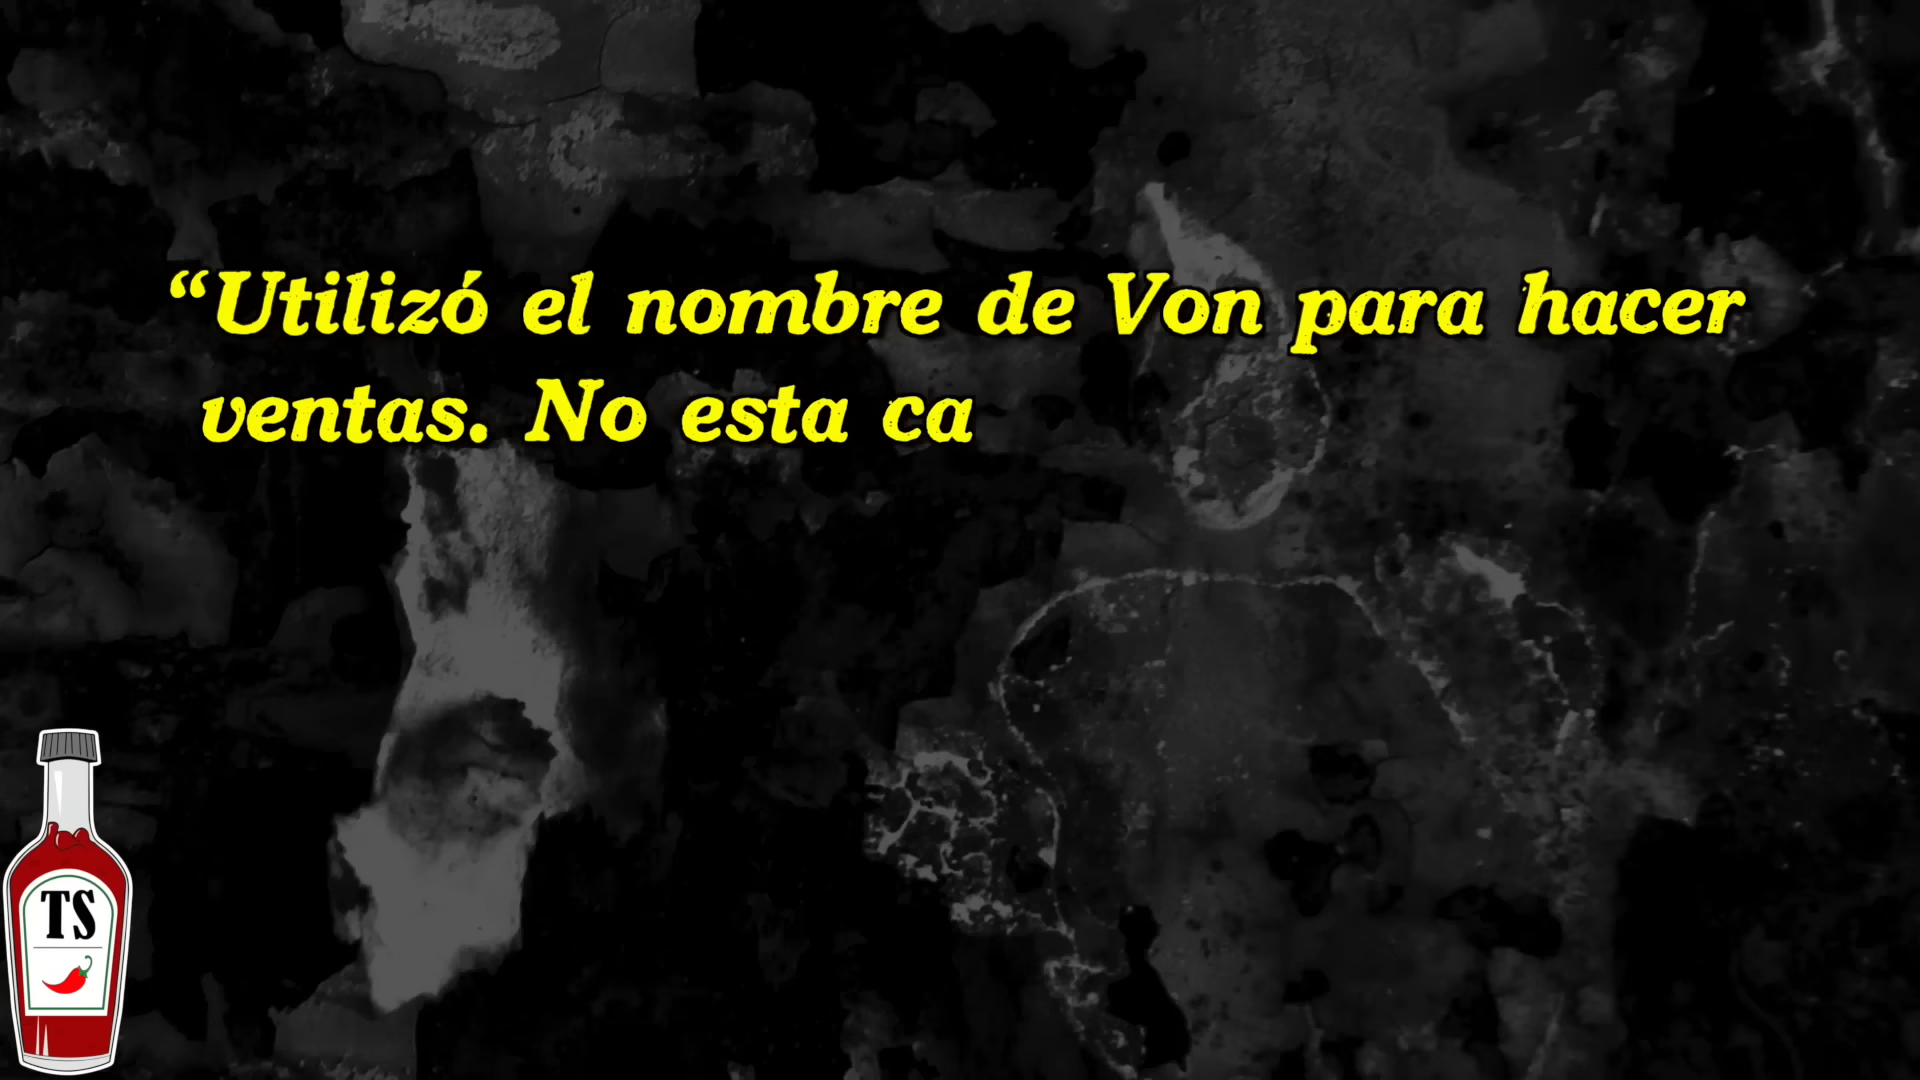 “Utilizó el nombre de Von para hacer
ventas. No esta ca
TS